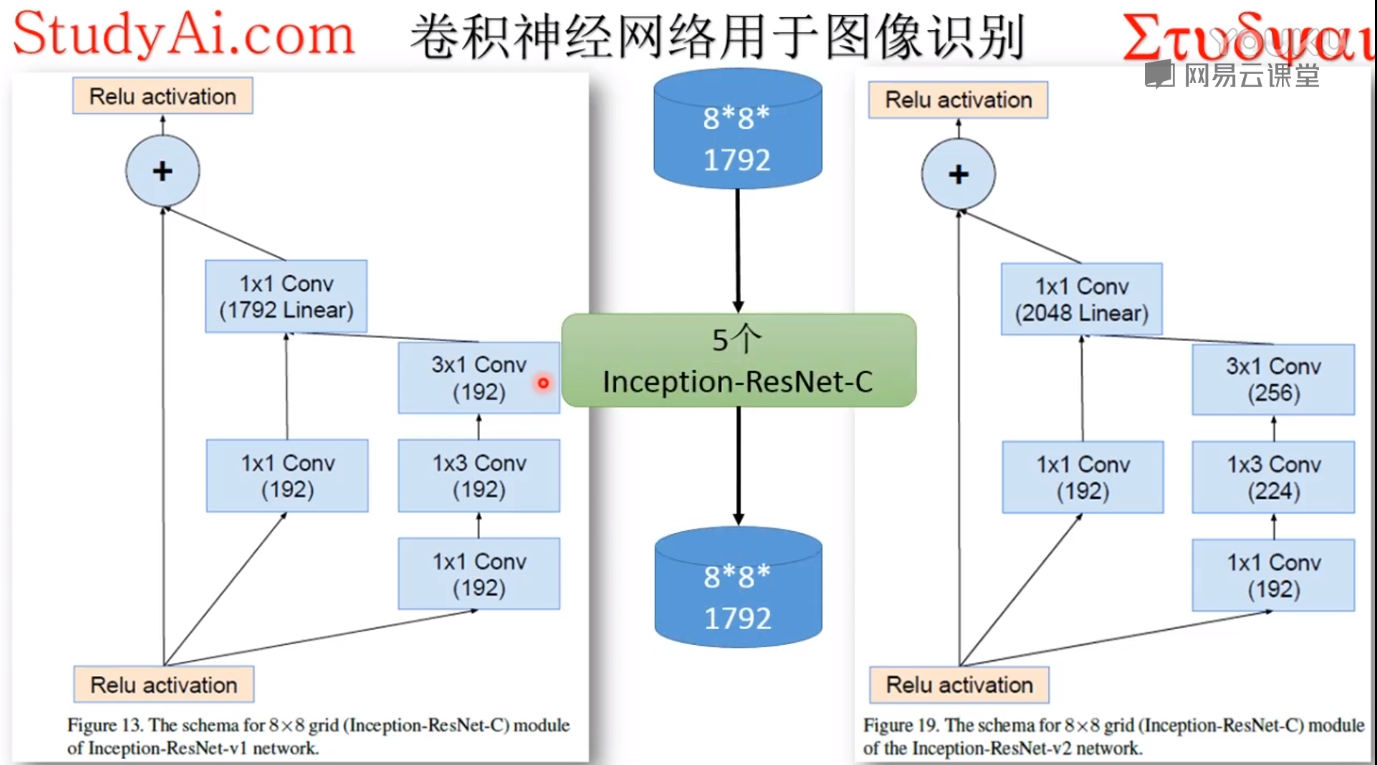 StudyAi.com
卷积神经网络用于图像识别
Στυδψαι
YOUKU
网易云课堂
Relu activation
+
1x1 Conv
(1792 Linear)
3x1 Conv
(192)
1x1 Conv
(192)
1x3 Conv
(192)
1x1 Conv
(192)
Relu activation
Figure 13. The schema for 8×8 grid (Inception-ResNet-C) module
of Inception-ResNet-v1 network.
8*8*
1792
5个
Inception-ResNet-C
8*8*
1792
Relu activation
+
1x1 Conv
(2048 Linear)
3x1 Conv
(256)
1x1 Conv
(192)
1x3 Conv
(224)
1x1 Conv
(192)
Relu activation
Figure 19. The schema for 8×8 grid (Inception-ResNet-C) module
of the Inception-ResNet-v2 network.